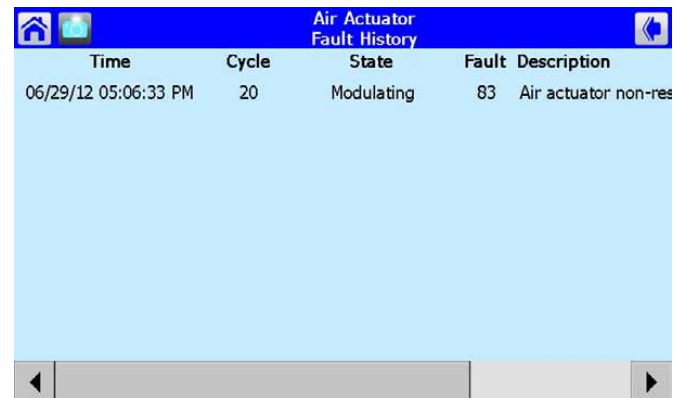 Air Actuator
Fault History
Time Cycle State Fault Description
06/29/12 05:06:33 PM 20 Modulating 83 Air actuator non-res